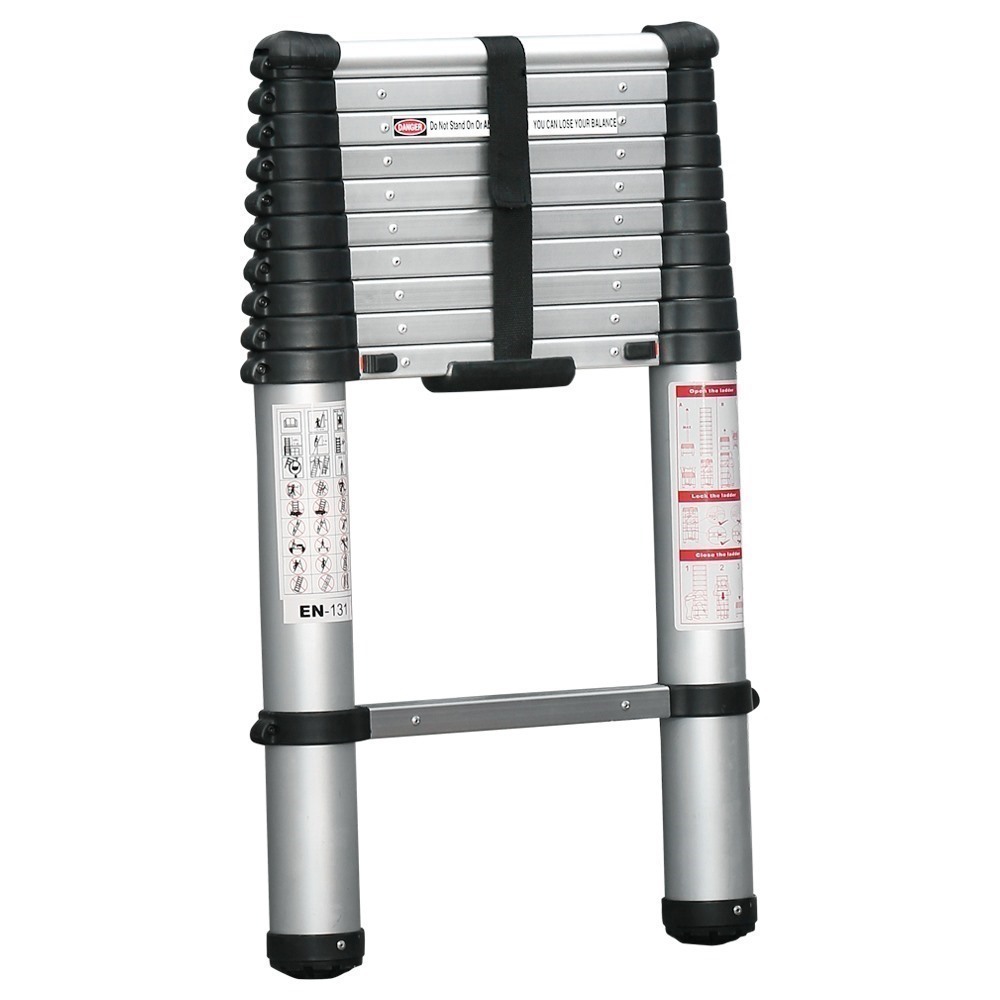 DANGER Do Not Stand On Or YOU CAN LOSE YOUR BALANCE
Open the ladder
A B
Lock the ladder
Close the ladder
1 2 3
EN-131